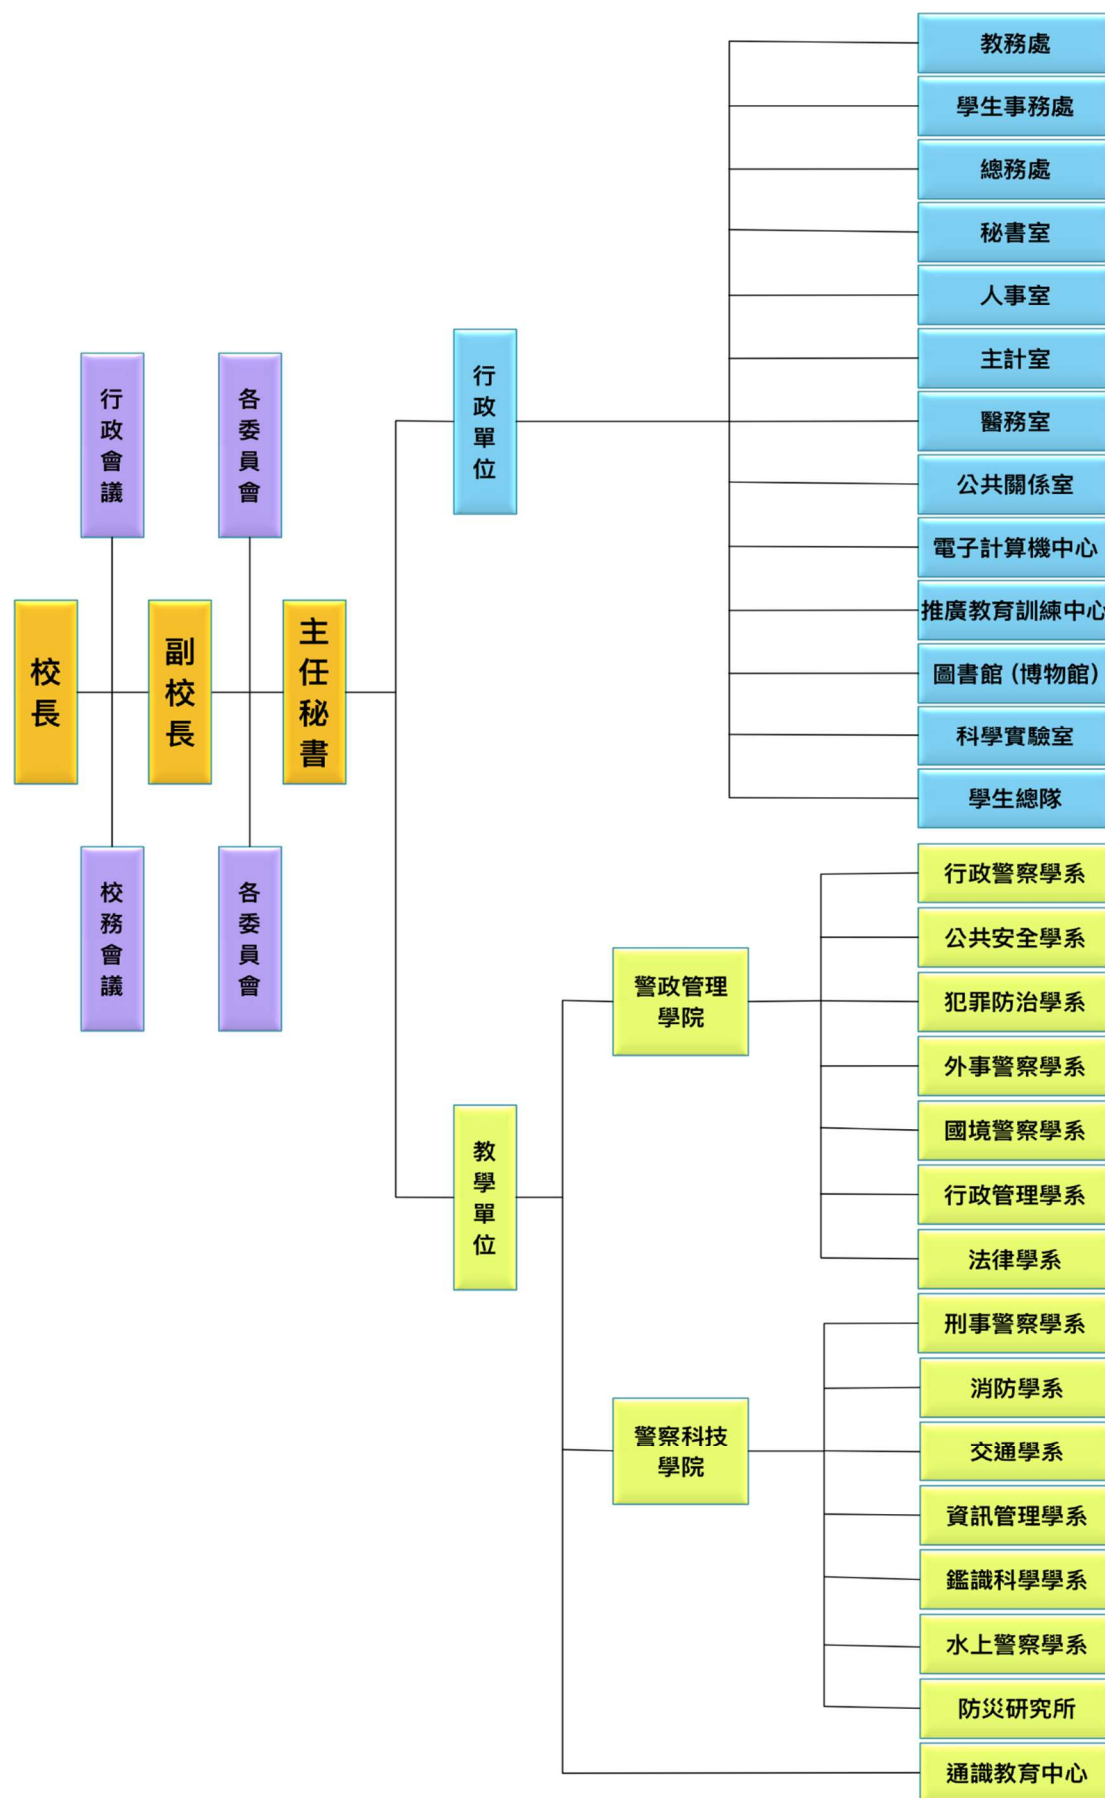 校長
行政會議
校務會議
副校長
各委員會
各委員會
主任秘書
行政單位
教務處
學生事務處
總務處
秘書室
人事室
主計室
醫務室
公共關係室
電子計算機中心
推廣教育訓練中心
圖書館(博物館)
科學實驗室
學生總隊
教學單位
警政管理
學院
行政警察學系
公共安全學系
犯罪防治學系
外事警察學系
國境警察學系
行政管理學系
法律學系
警察科技
學院
刑事警察學系
消防學系
交通學系
資訊管理學系
鑑識科學學系
水上警察學系
防災研究所
通識教育中心